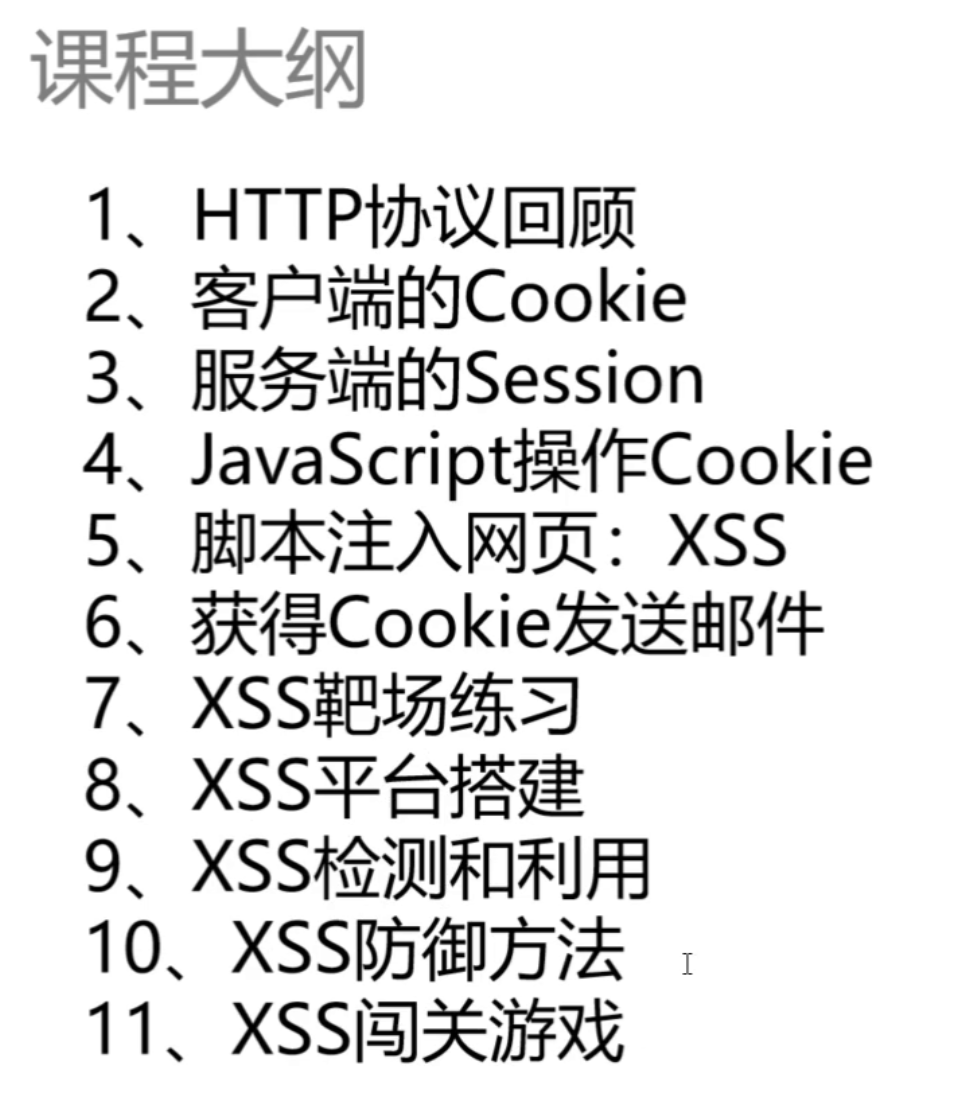 课程大纲
1、HTTP协议回顾
2、客户端的Cookie
3、服务端的Session
4、JavaScript操作Cookie
5、脚本注入网页：XSS
6、获得Cookie发送邮件
7、XSS靶场练习
8、XSS平台搭建
9、XSS检测和利用
10、XSS防御方法
11、XSS闯关游戏